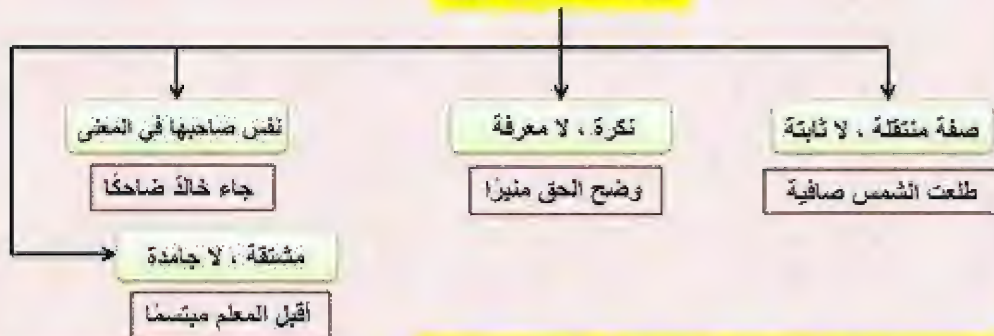 صفة منتقلة ، لا ثابتة
طلعت الشمس صافية
نكرة ، لا معرفة
وضح الحق منيرًا
نفس صاحبها في المعنى
جاء خالدٌ ضاحكًا
مشتقة ، لا جامدة
أقبل المعلم مبتسمًا